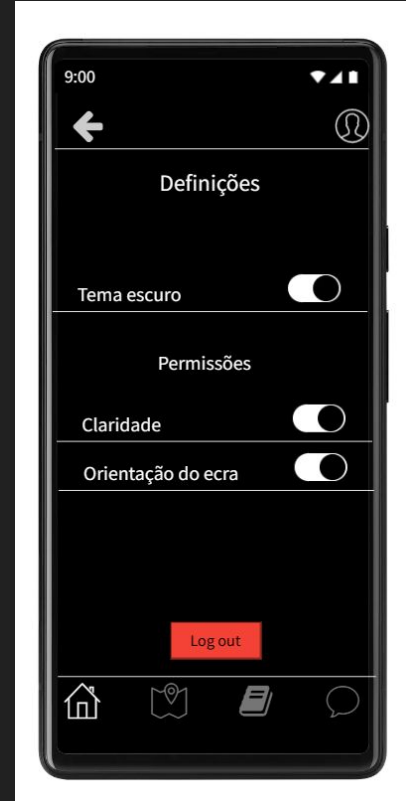 9:00
Definições
Tema escuro
Permissões
Claridade
Orientação do ecra
Log out